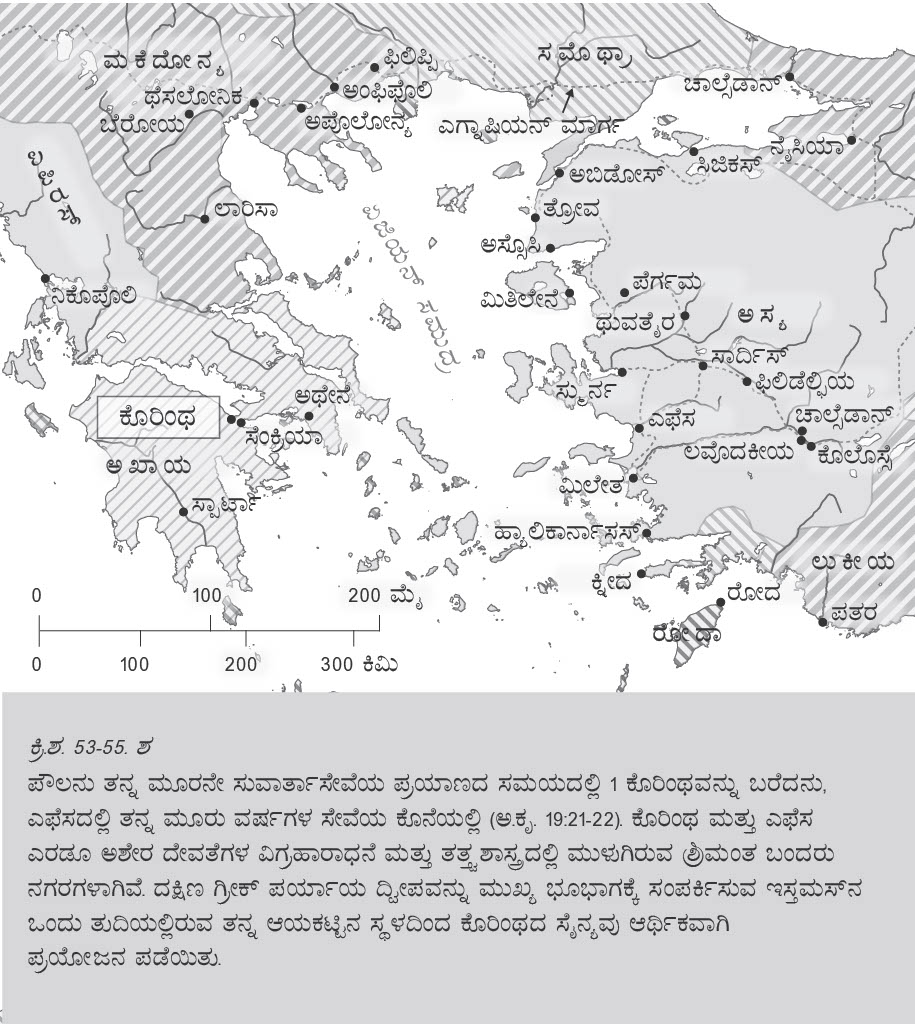 ಮಕೆದೋನ್ಯ
ಫಿಲಿಪ್ಪಿ
ಸಮೊಥ್ರಾ
ಚಾಲ್ಸೆಡಾನ್
ಥೆಸಲೋನಿಕ
ಅಂಫಿಪೊಲಿ
ಬೆರೋಯ
ಅಪೊಲೋನ್ಯ
ಎಗ್ನಾಷಿಯನ್ ಮಾರ್ಗ
ನೈಸಿಯಾ
ಸಿಜಿಕಸ್
ಅಬಿಡೋಸ್
ಲಾರಿಸಾ
ತ್ರೋವ
ಅಸ್ಸೊಸಿ
ಪೆರ್ಗಮ
ನಿಕೊಪೊಲಿ
ಮಿತಿಲೇನೆ
ಥುವತೈರ
ಅಸ್ಯ
ಸಾರ್ದಿಸ್
ಸ್ಮುರ್ನ
ಫಿಲಿಡೆಲ್ಫಿಯ
ಅಥೇನೆ
ಕೊರಿಂಥ
ಸೆಂಕ್ರಿಯಾ
ಎಫೆಸ
ಚಾಲ್ಸೆಡಾನ್
ಲವೊದಕೀಯ
ಕೊಲೊಸ್ಸೆ
ಅಖಾಯ
ಮಿಲೇತ
ಸ್ಪಾರ್ಟಾ
ಹ್ಯಾಲಿಕಾರ್ನಾಸಸ್
ಲುಕೀಯ
ಕ್ನೀದ
ರೋದ
ಪತರ
ರೋಡಾ
0 100 200 ಮೈ
0 100 200 300 ಕಿಮಿ
ಕ್ರಿ.ಶ. 53-55. ಶ
ಪೌಲನು ತನ್ನ ಮೂರನೇ ಸುವಾರ್ತಾಸೇವೆಯ ಪ್ರಯಾಣದ ಸಮಯದಲ್ಲಿ 1 ಕೊರಿಂಥವನ್ನು ಬರೆದನು,
ಎಫೆಸದಲ್ಲಿ ತನ್ನ ಮೂರು ವರ್ಷಗಳ ಸೇವೆಯ ಕೊನೆಯಲ್ಲಿ (ಅ.ಕೃ. 19:21-22). ಕೊರಿಂಥ ಮತ್ತು ಎಫೆಸ
ಎರಡೂ ಅಶೇರ ದೇವತೆಗಳ ವಿಗ್ರಹಾರಾಧನೆ ಮತ್ತು ತತ್ತ್ವಶಾಸ್ತ್ರದಲ್ಲಿ ಮುಳುಗಿರುವ ಶ್ರೀಮಂತ ಬಂದರು
ನಗರಗಳಾಗಿವೆ. ದಕ್ಷಿಣ ಗ್ರೀಕ್ ಪರ್ಯಾಯ ದ್ವೀಪವನ್ನು ಮುಖ್ಯ ಭೂಭಾಗಕ್ಕೆ ಸಂಪರ್ಕಿಸುವ ಇಸ್ತಮಸ್‌ನ
ಒಂದು ತುದಿಯಲ್ಲಿರುವ ತನ್ನ ಆಯಕಟ್ಟಿನ ಸ್ಥಳದಿಂದ ಕೊರಿಂಥದ ಸೈನ್ಯವು ಆರ್ಥಿಕವಾಗಿ
ಪ್ರಯೋಜನ ಪಡೆಯಿತು.